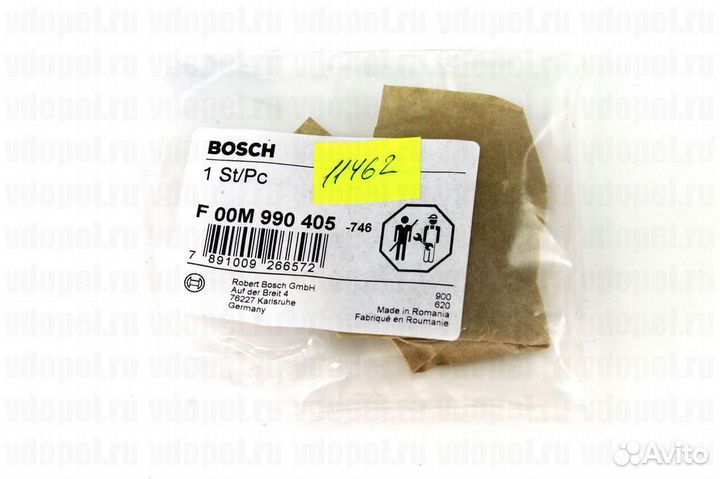 BOSCH
1 St/Pc
11462
F 00M 990 405 -746
7 891009 266572
Robert Bosch GmbH
Auf der Breit 4
76227 Karlsruhe
Germany
900
620
Made in Romania
Fabriqué en Roumanie
vdopel.ru
Avito